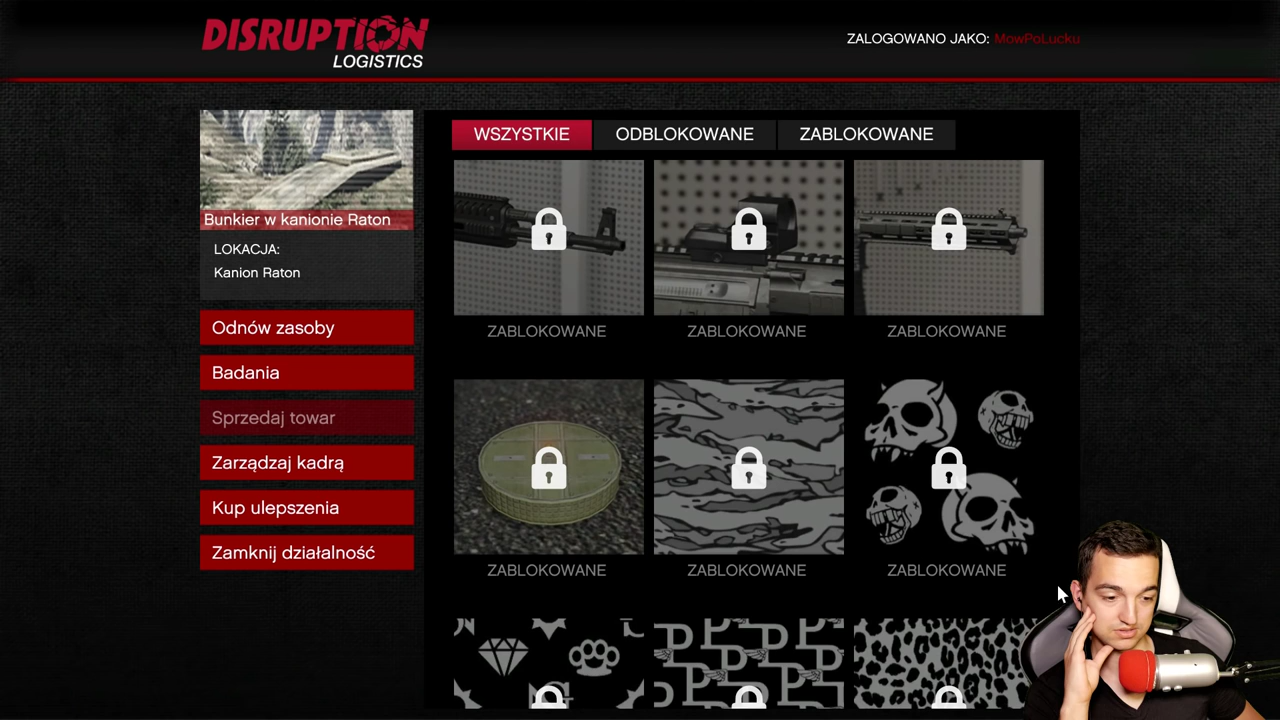 DISRUPTION
LOGISTICS
ZALOGOWANO JAKO: MowPoLucku
Bunkier w kanionie Raton
LOKACJA:
Kanion Raton
Odnów zasoby
Badania
Sprzedaj towar
Zarządzaj kadrą
Kup ulepszenia
Zamknij działalność
WSZYSTKIE
ODBLOKOWANE
ZABLOKOWANE
ZABLOKOWANE
ZABLOKOWANE
ZABLOKOWANE
ZABLOKOWANE
ZABLOKOWANE
ZABLOKOWANE